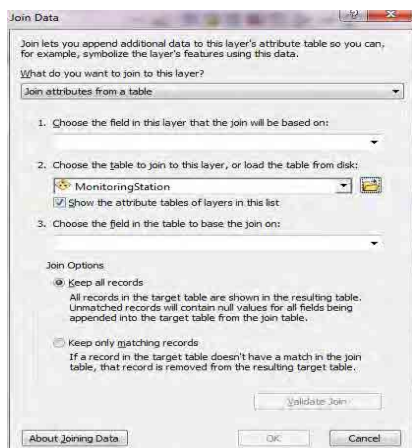 Join Data
Join lets you append additional data to this layer's attribute table so you can,
for example, symbolize the layer's features using this data.
What do you want to join to this layer?
Join attributes from a table
1. Choose the field in this layer that the join will be based on:
2. Choose the table to join to this layer, or load the table from disk:
MonitoringStation
Show the attribute tables of layers in this list
3. Choose the field in the table to base the join on:
Join Options
Keep all records
All records in the target table are shown in the resulting table.
Unmatched records will contain null values for all fields being
appended into the target table from the join table.
Keep only matching records
If a record in the target table doesn't have a match in the join
table, that record is removed from the resulting target table.
Validate Join
About Joining Data
OK
Cancel